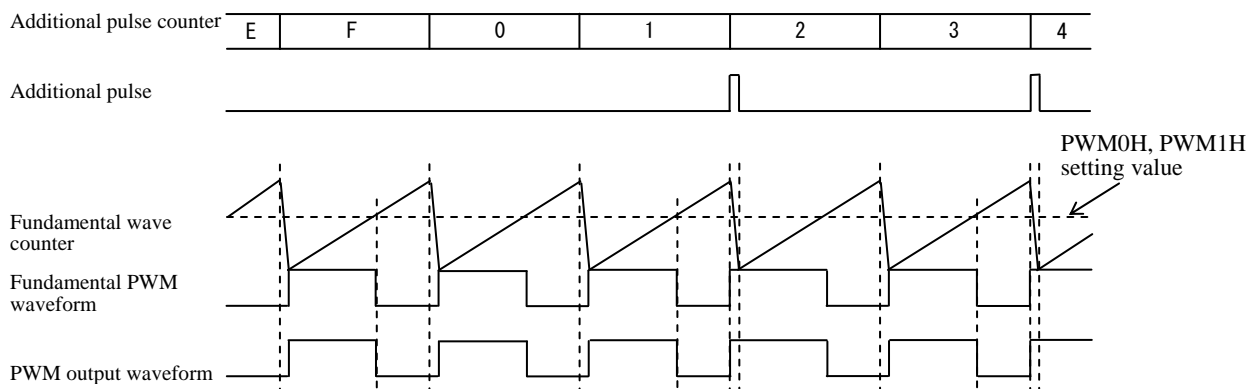 Additional pulse counter
E F 0 1 2 3 4
Additional pulse
PWM0H, PWM1H
setting value
Fundamental wave
counter
Fundamental PWM
waveform
PWM output waveform